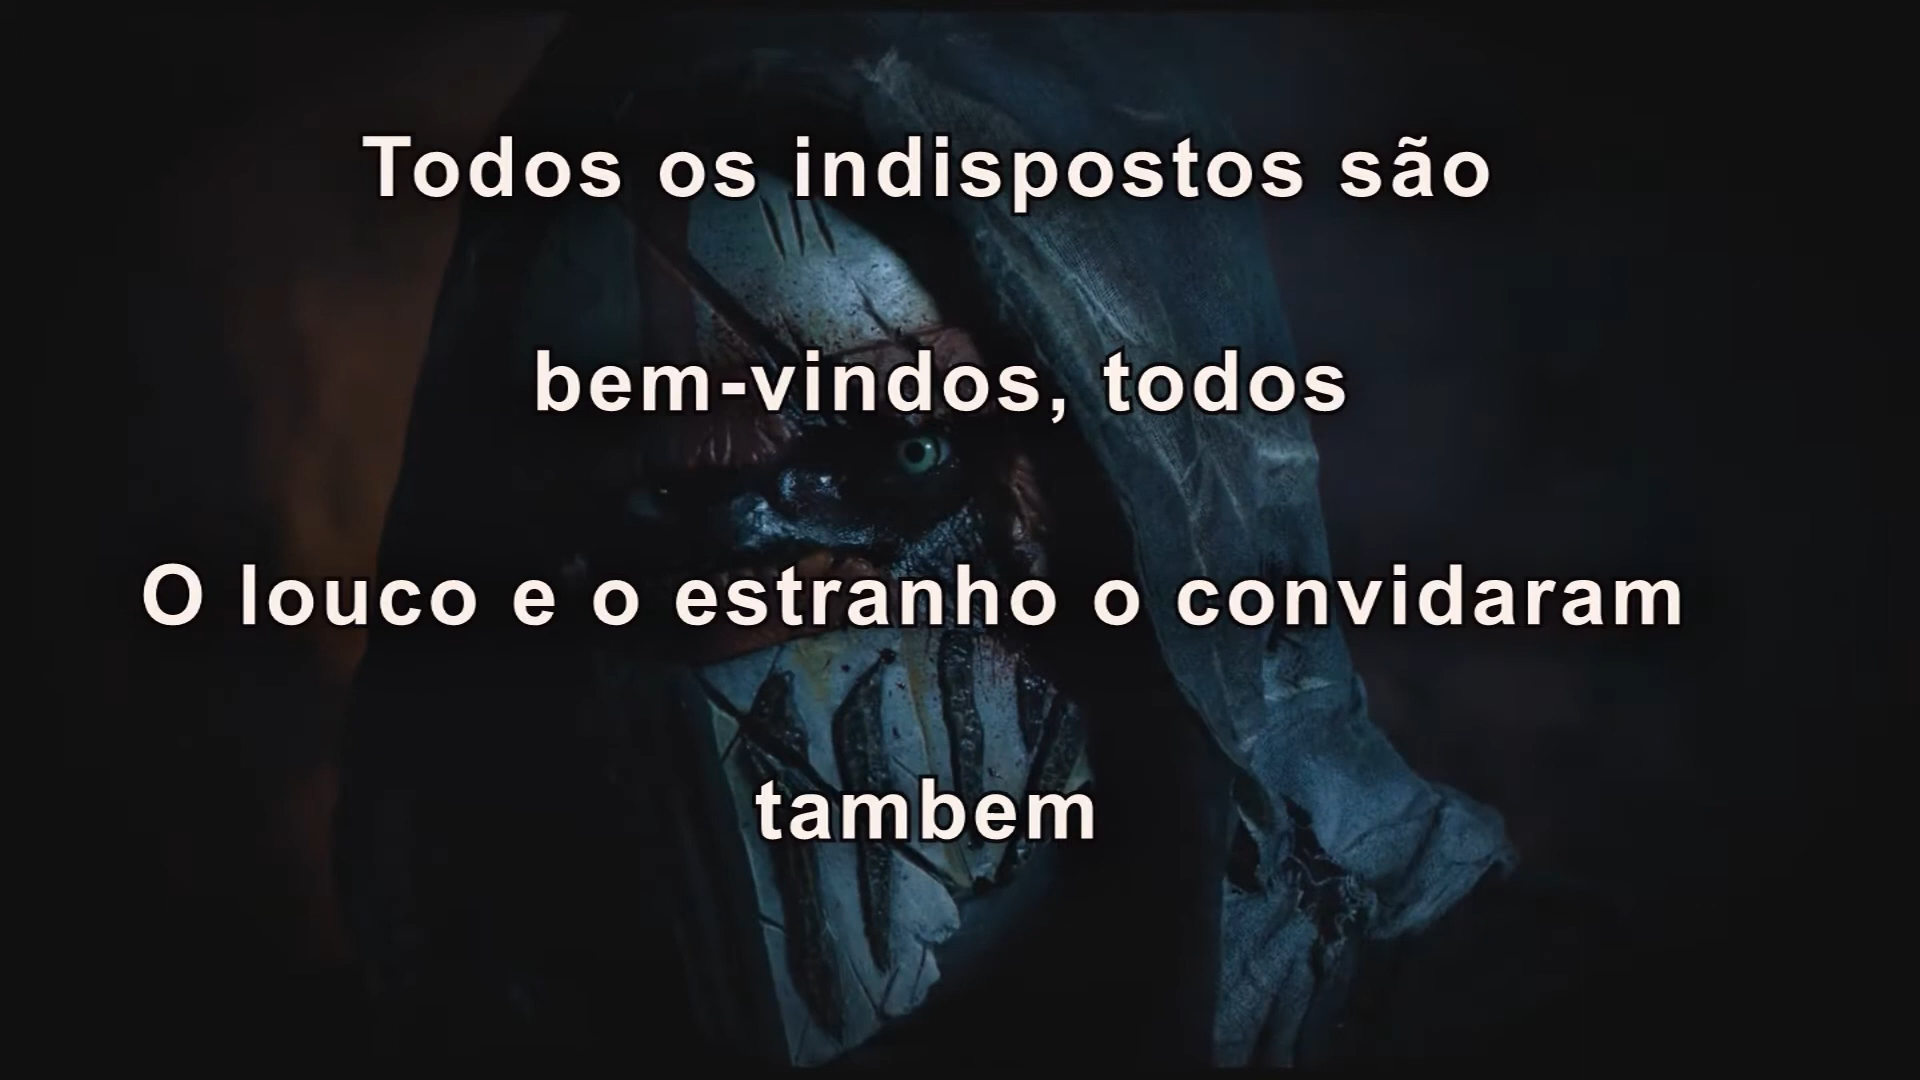 Todos os indispostos são
bem-vindos, todos
O louco e o estranho o convidaram
tambem